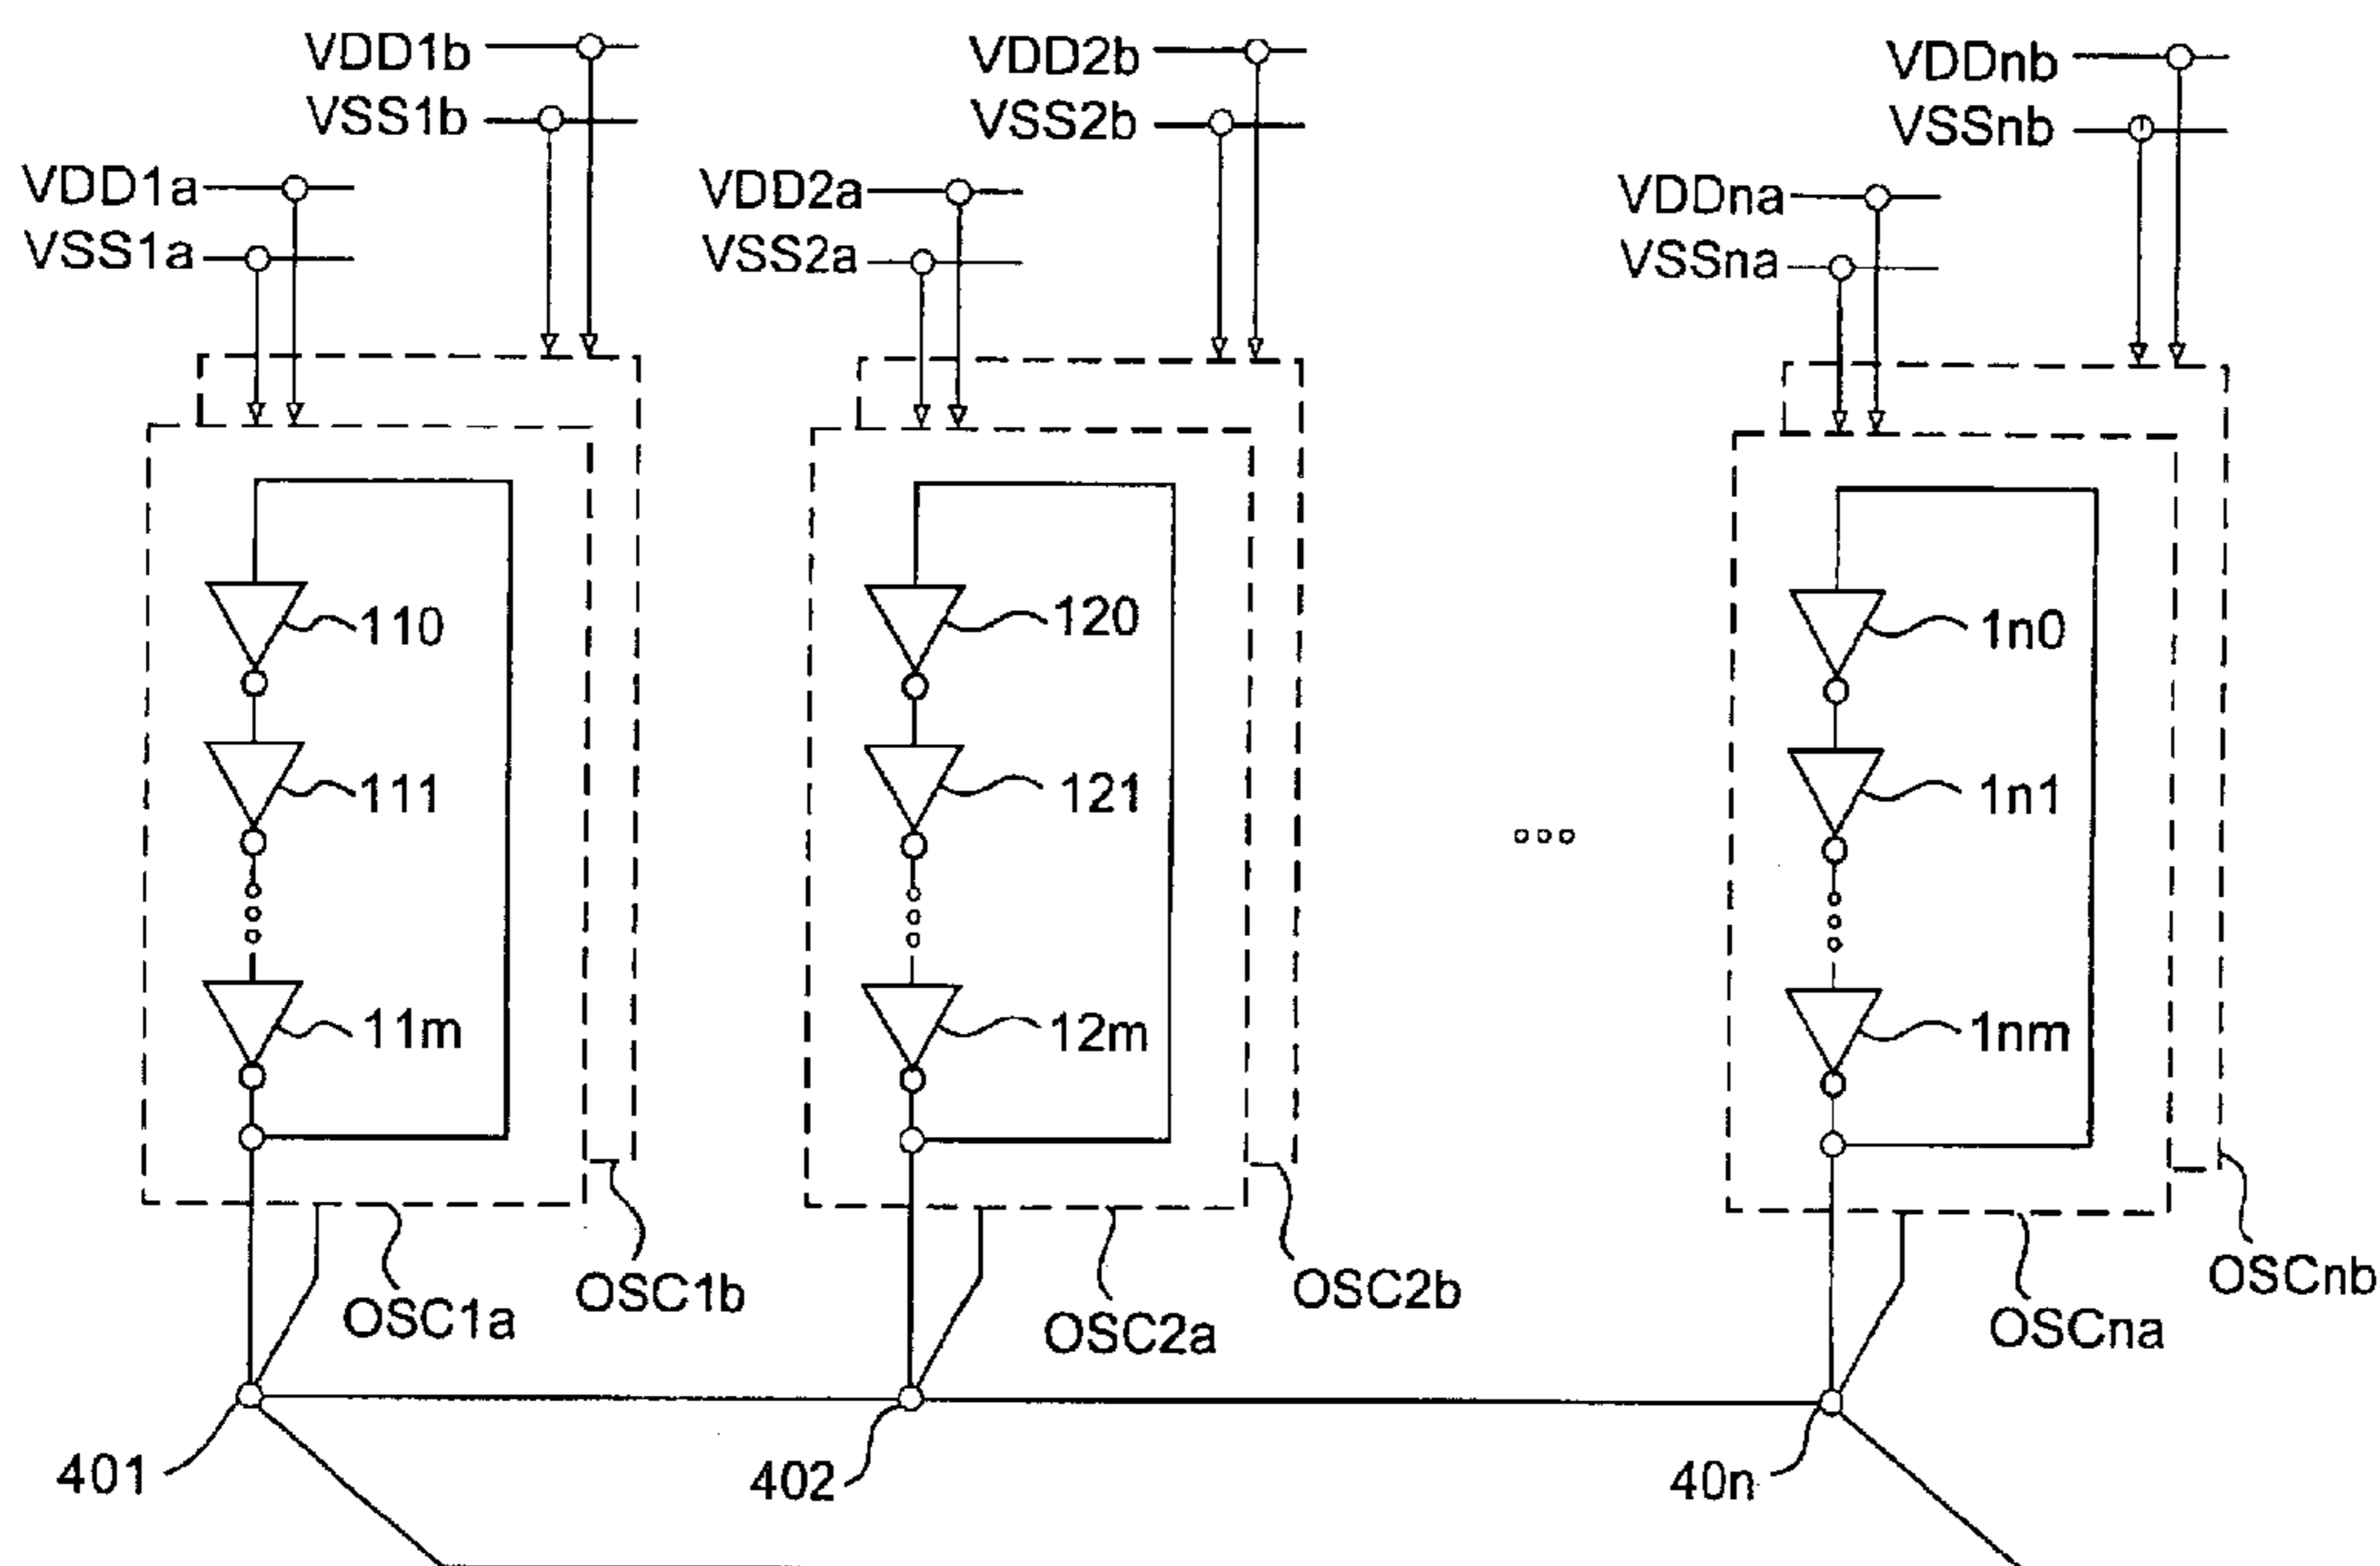 VDD1b
VDD2b
VDDnb
VSS1b
VSS2b
VSSnb
VDD1a
VDD2a
VDDna
VSS1a
VSS2a
VSSna
110
120
1n0
111
121
1n1
11m
12m
1nm
OSC1a
OSC1b
OSC2a
OSC2b
OSCna
OSCnb
401
402
40n